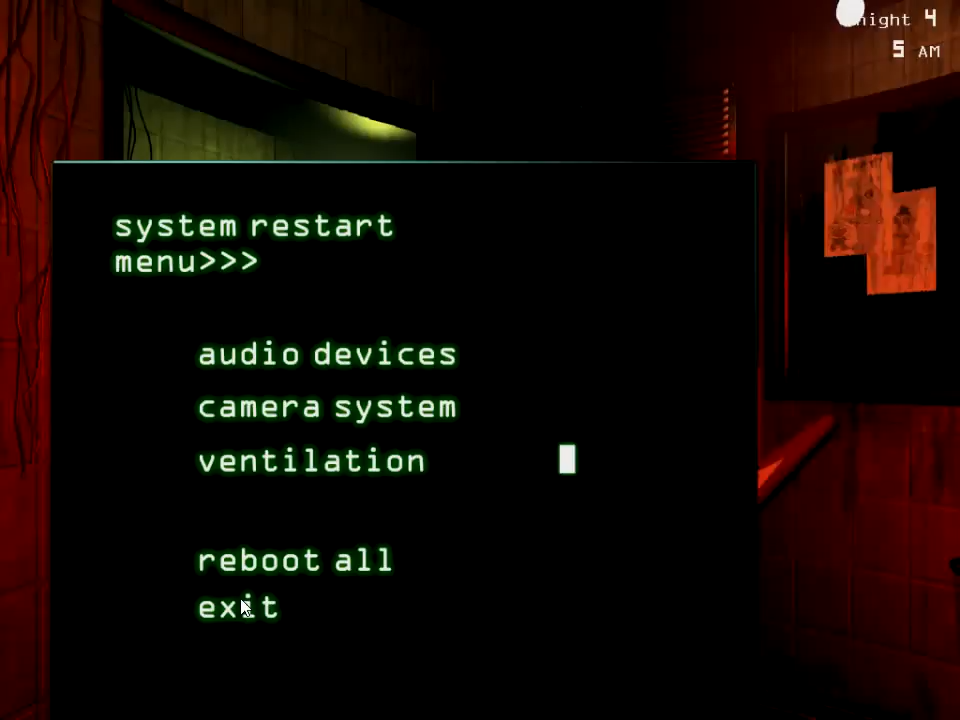 night 4
5 AM
system restart
menu>>>
audio devices
camera system
ventilation
reboot all
exit